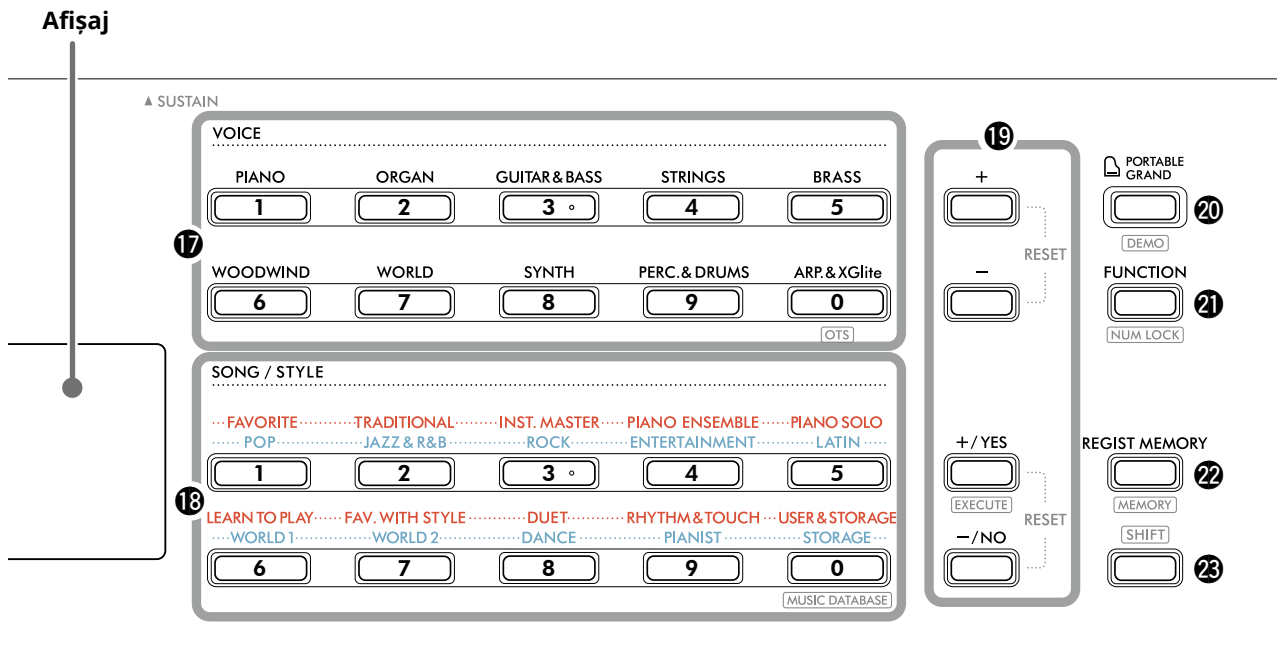 Afișaj
▲ SUSTAIN
VOICE
PIANO ORGAN GUITAR & BASS STRINGS BRASS
1 2 3 4 5
⓱
WOODWIND WORLD SYNTH PERC. & DRUMS ARP. & XGlite
6 7 8 9 0
OTS
SONG / STYLE
FAVORITE TRADITIONAL INST. MASTER PIANO ENSEMBLE PIANO SOLO
POP JAZZ & R&B ROCK ENTERTAINMENT LATIN
1 2 3 4 5
⓲
LEARN TO PLAY FAV. WITH STYLE DUET RHYTHM & TOUCH USER & STORAGE
WORLD 1 WORLD 2 DANCE PIANIST STORAGE
6 7 8 9 0
MUSIC DATABASE
⓳
+
RESET
−
+/YES
EXECUTE
RESET
−/NO
PORTABLE
GRAND
⓴
DEMO
FUNCTION
21
NUM LOCK
REGIST MEMORY
22
MEMORY
SHIFT
23